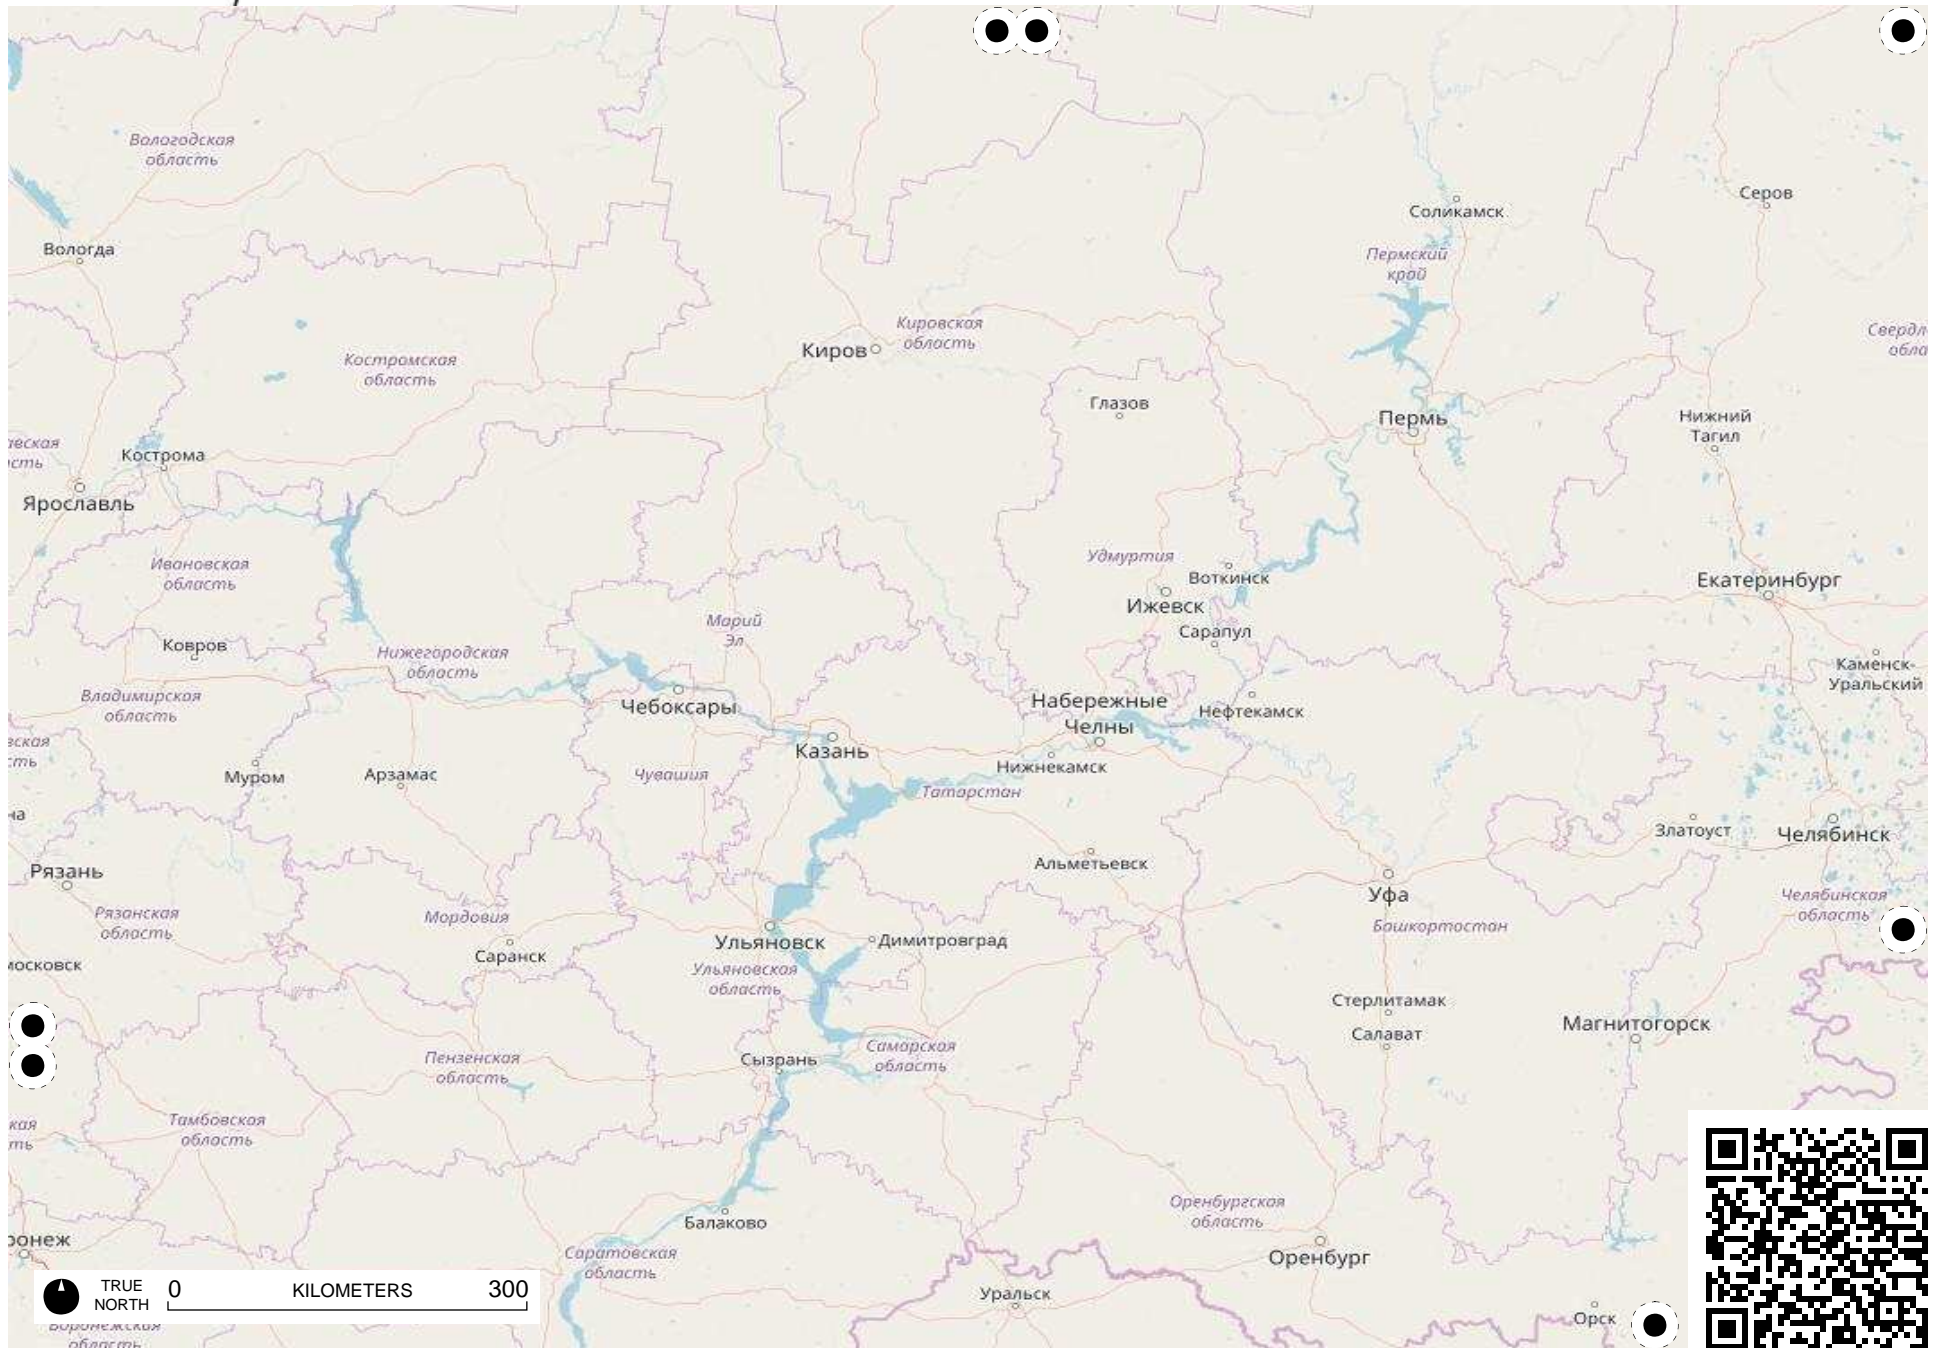 Вологодская
область
Серов
Соликамск
Вологда
Пермский
край
Кировская
область
Киров
Костромская
область
Глазов
Пермь
Нижний
Тагил
Кострома
Ярославль
Ивановская
область
Удмуртия
Воткинск
Ижевск
Екатеринбург
Сарапул
Марий
Эл
Ковров
Нижегородская
область
Каменск-
Уральский
Владимирская
область
Чебоксары
Набережные
Челны
Нефтекамск
Казань
Нижнекамск
Муром
Арзамас
Чувашия
Татарстан
Златоуст
Челябинск
Альметьевск
Рязань
Уфа
Рязанская
область
Мордовия
Челябинская
область
Башкортостан
Саранск
Ульяновск
Димитровград
московск
Ульяновская
область
Стерлитамак
Салават
Магнитогорск
Пензенская
область
Сызрань
Самарская
область
Тамбовская
область
Оренбургская
область
Балаково
Саратовская
область
Оренбург
TRUE
NORTH
0 KILOMETERS 300
Уральск
Орск
Воронежская
область